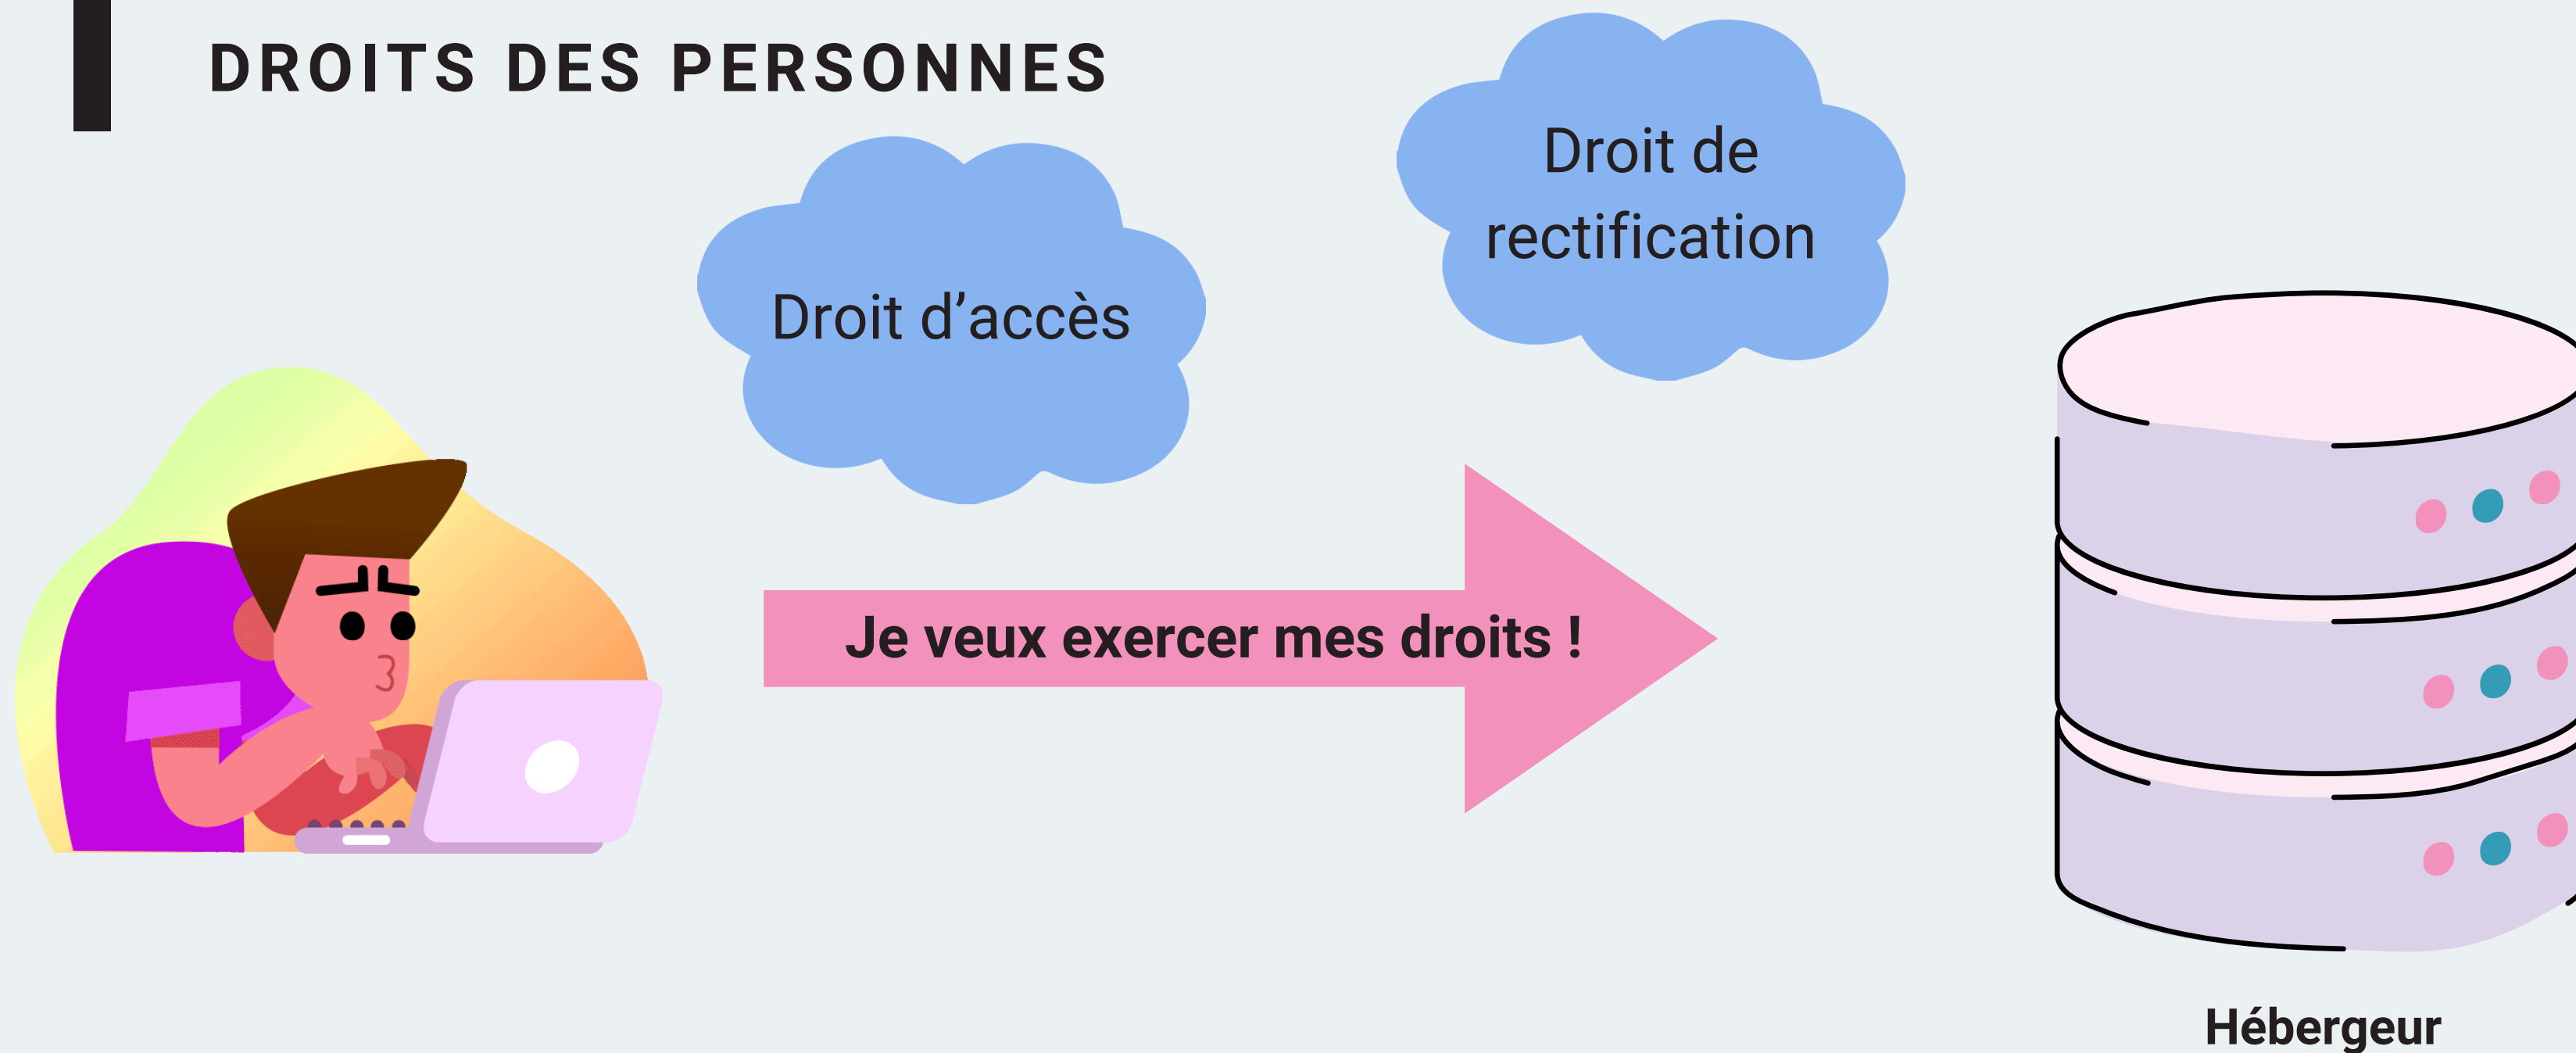 DROITS DES PERSONNES
Droit de
rectification
Droit d’accès
Je veux exercer mes droits !
Hébergeur